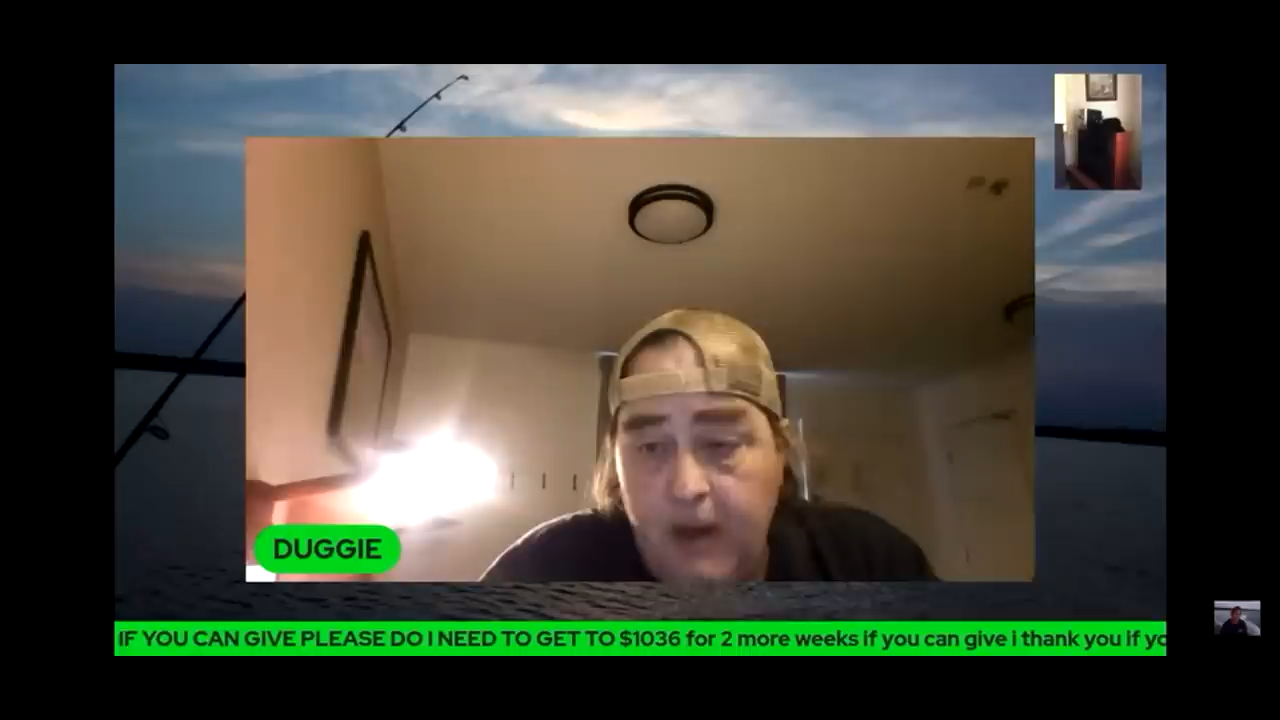 DUGGIE
IF YOU CAN GIVE PLEASE DO I NEED TO GET TO $1036 for 2 more weeks if you can give i thank you if